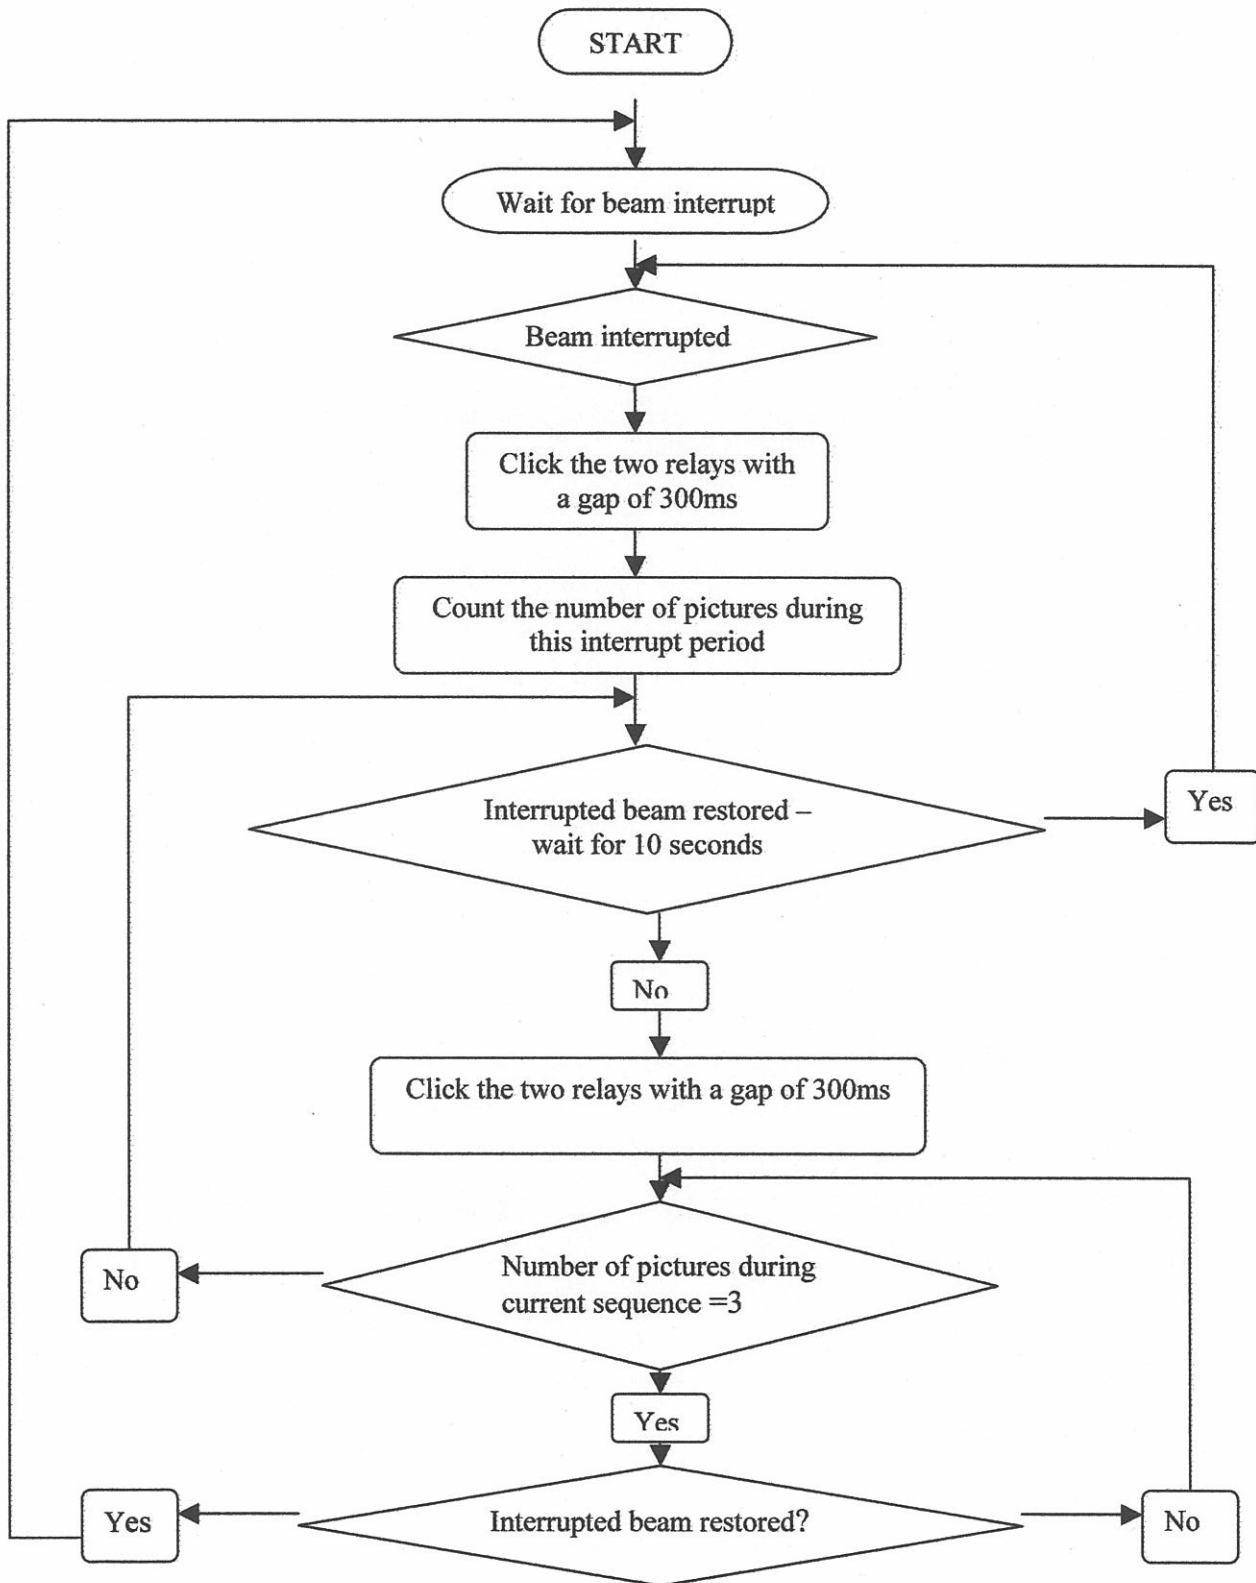 START
Wait for beam interrupt
Beam interrupted
Click the two relays with
a gap of 300ms
Count the number of pictures during
this interrupt period
Interrupted beam restored –
wait for 10 seconds
Yes
No
Click the two relays with a gap of 300ms
Number of pictures during
current sequence =3
No
Yes
Interrupted beam restored?
Yes
No